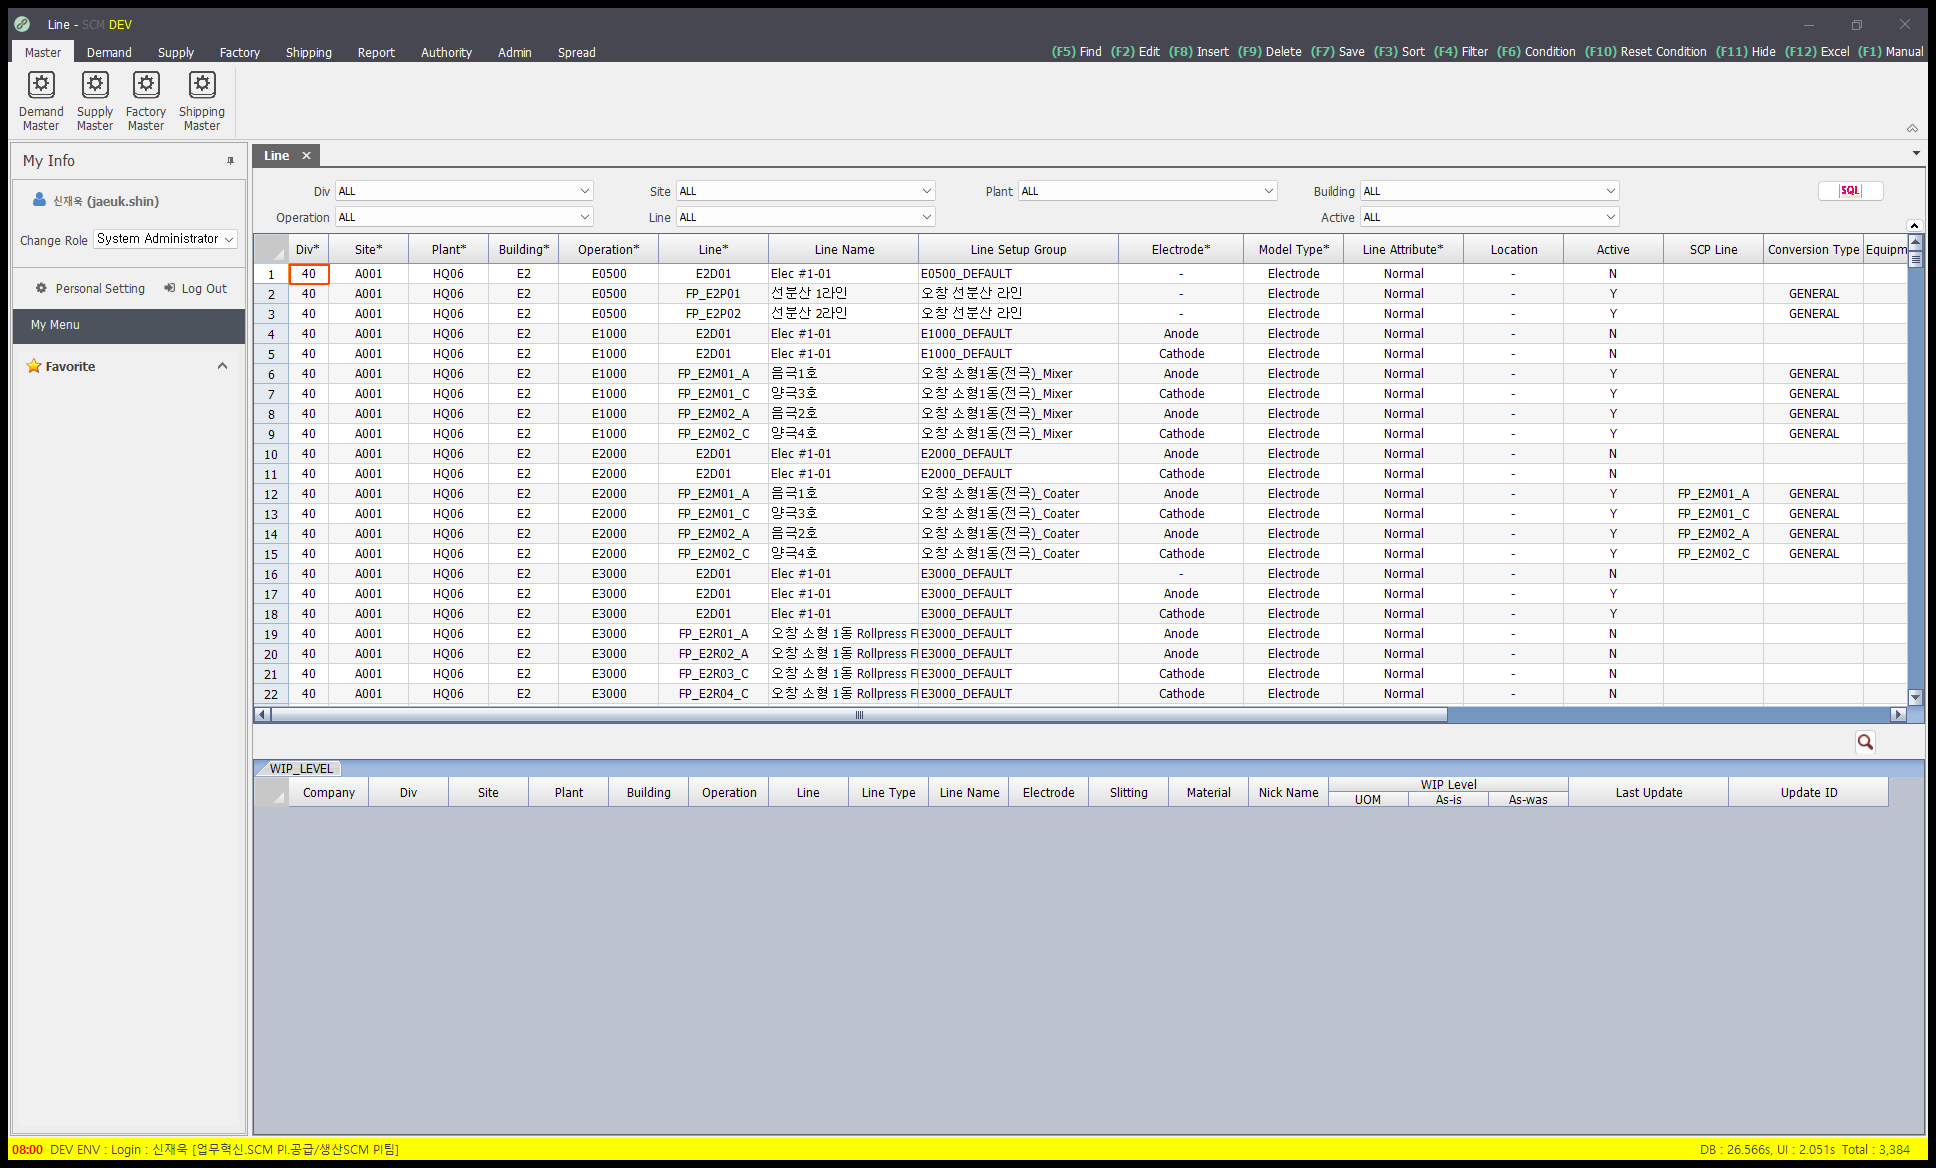 Line - SCM DEV
Master Demand Supply Factory Shipping Report Authority Admin Spread (F5) Find (F2) Edit (F8) Insert (F9) Delete (F7) Save (F3) Sort (F4) Filter (F6) Condition (F10) Reset Condition (F11) Hide (F12) Excel (F1) Manual
Demand Master Supply Master Factory Master Shipping Master
My Info
신재욱 (jaeuk.shin)
Change Role System Administrator
Personal Setting Log Out
My Menu
Favorite
Line
Div ALL Site ALL Plant ALL Building ALL SQL
Operation ALL Line ALL Active ALL
Div* Site* Plant* Building* Operation* Line* Line Name Line Setup Group Electrode* Model Type* Line Attribute* Location Active SCP Line Conversion Type Equipm
1 40 A001 HQ06 E2 E0500 E2D01 Elec #1-01 E0500_DEFAULT - Electrode Normal - N
2 40 A001 HQ06 E2 E0500 FP_E2P01 선분산 1라인 오창 선분산 라인 - Electrode Normal - Y GENERAL
3 40 A001 HQ06 E2 E0500 FP_E2P02 선분산 2라인 오창 선분산 라인 - Electrode Normal - Y GENERAL
4 40 A001 HQ06 E2 E1000 E2D01 Elec #1-01 E1000_DEFAULT Anode Electrode Normal - N
5 40 A001 HQ06 E2 E1000 E2D01 Elec #1-01 E1000_DEFAULT Cathode Electrode Normal - N
6 40 A001 HQ06 E2 E1000 FP_E2M01_A 음극1호 오창 소형1동(전극)_Mixer Anode Electrode Normal - Y GENERAL
7 40 A001 HQ06 E2 E1000 FP_E2M01_C 양극3호 오창 소형1동(전극)_Mixer Cathode Electrode Normal - Y GENERAL
8 40 A001 HQ06 E2 E1000 FP_E2M02_A 음극2호 오창 소형1동(전극)_Mixer Anode Electrode Normal - Y GENERAL
9 40 A001 HQ06 E2 E1000 FP_E2M02_C 양극4호 오창 소형1동(전극)_Mixer Cathode Electrode Normal - Y GENERAL
10 40 A001 HQ06 E2 E2000 E2D01 Elec #1-01 E2000_DEFAULT Anode Electrode Normal - N
11 40 A001 HQ06 E2 E2000 E2D01 Elec #1-01 E2000_DEFAULT Cathode Electrode Normal - N
12 40 A001 HQ06 E2 E2000 FP_E2M01_A 음극1호 오창 소형1동(전극)_Coater Anode Electrode Normal - Y FP_E2M01_A GENERAL
13 40 A001 HQ06 E2 E2000 FP_E2M01_C 양극3호 오창 소형1동(전극)_Coater Cathode Electrode Normal - Y FP_E2M01_C GENERAL
14 40 A001 HQ06 E2 E2000 FP_E2M02_A 음극2호 오창 소형1동(전극)_Coater Anode Electrode Normal - Y FP_E2M02_A GENERAL
15 40 A001 HQ06 E2 E2000 FP_E2M02_C 양극4호 오창 소형1동(전극)_Coater Cathode Electrode Normal - Y FP_E2M02_C GENERAL
16 40 A001 HQ06 E2 E3000 E2D01 Elec #1-01 E3000_DEFAULT - Electrode Normal - N
17 40 A001 HQ06 E2 E3000 E2D01 Elec #1-01 E3000_DEFAULT Anode Electrode Normal - Y
18 40 A001 HQ06 E2 E3000 E2D01 Elec #1-01 E3000_DEFAULT Cathode Electrode Normal - Y
19 40 A001 HQ06 E2 E3000 FP_E2R01_A 오창 소형 1동 Rollpress F E3000_DEFAULT Anode Electrode Normal - N
20 40 A001 HQ06 E2 E3000 FP_E2R02_A 오창 소형 1동 Rollpress F E3000_DEFAULT Anode Electrode Normal - N
21 40 A001 HQ06 E2 E3000 FP_E2R03_C 오창 소형 1동 Rollpress F E3000_DEFAULT Cathode Electrode Normal - N
22 40 A001 HQ06 E2 E3000 FP_E2R04_C 오창 소형 1동 Rollpress F E3000_DEFAULT Cathode Electrode Normal - N
WIP_LEVEL
Company Div Site Plant Building Operation Line Line Type Line Name Electrode Slitting Material Nick Name WIP Level Last Update Update ID
UOM As-is As-was
08:00 DEV ENV : Login : 신재욱 [업무혁신.SCM PI.공급/생산SCM PI팀] DB : 26.566s, UI : 2.051s Total : 3,384